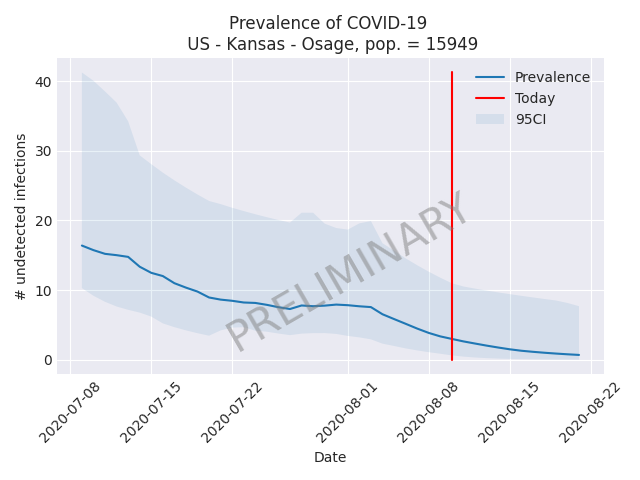 Prevalence of COVID-19
US - Kansas - Osage, pop. = 15949
# undetected infections
40
30
20
10
0
Prevalence
Today
95CI
PRELIMINARY
2020-07-08
2020-07-15
2020-07-22
2020-08-01
2020-08-08
2020-08-15
2020-08-22
Date